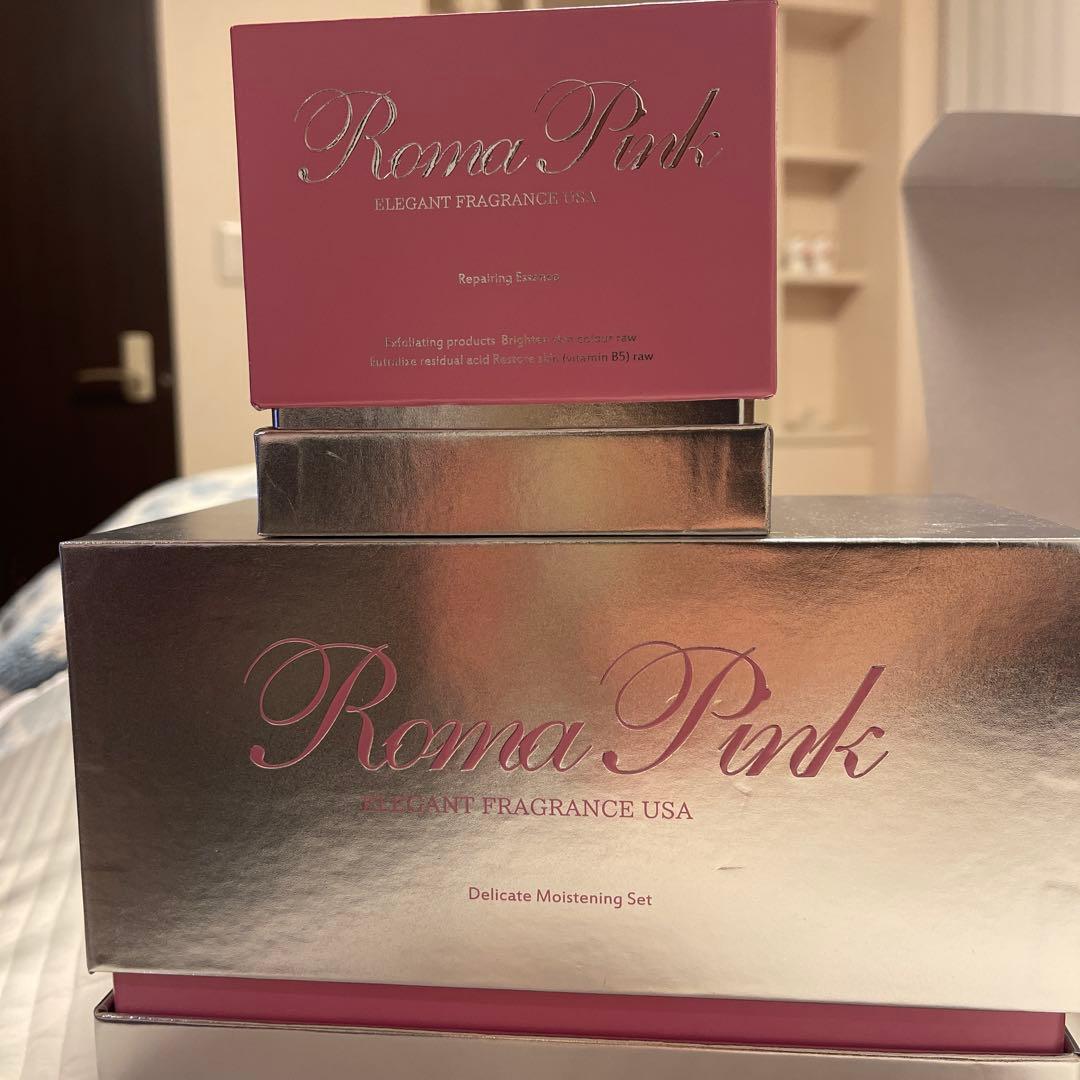 Roma Pink
ELEGANT FRAGRANCE USA
Repairing Essence
Exfoliating products Brighten skin colour raw
Eutralize residual acid Restore skin (vitamin B5) raw
Roma Pink
ELEGANT FRAGRANCE USA
Delicate Moistening Set